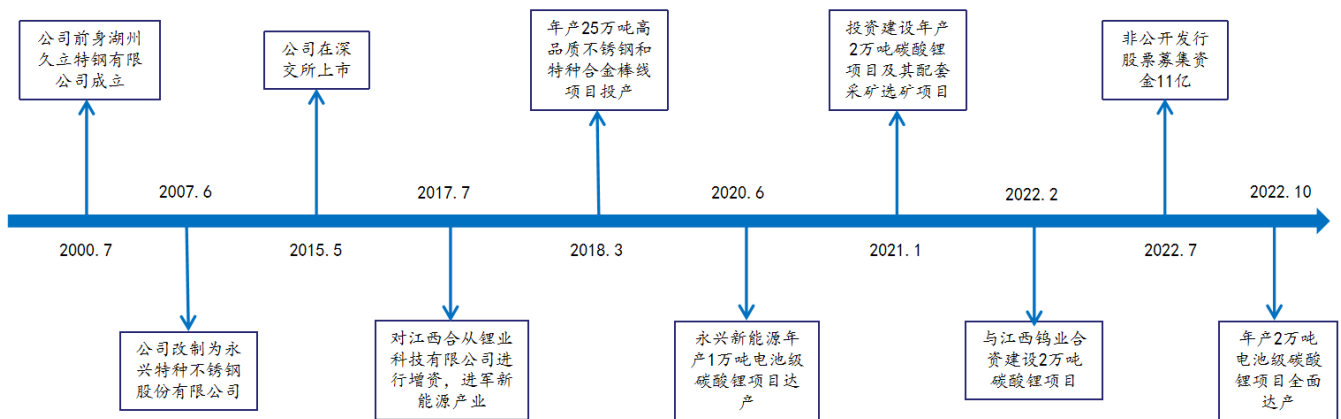 公司前身湖州
久立特钢有限
公司成立
公司在深
交所上市
年产25万吨高
品质不锈钢和
特种合金棒线
项目投产
投资建设年产
2万吨碳酸锂
项目及其配套
采矿选矿项目
非公开发行
股票募集资
金11亿
2007.6
2017.7
2020.6
2022.2
2022.10
2000.7
2015.5
2018.3
2021.1
2022.7
公司改制为永
兴特种不锈钢
股份有限公司
对江西合从锂业
科技有限公司进
行增资，进军新
能源产业
永兴新能源年
产1万吨电池级
碳酸锂项目达
产
与江西钨业合
资建设2万吨
碳酸锂项目
年产2万吨
电池级碳酸
锂项目全面
达产